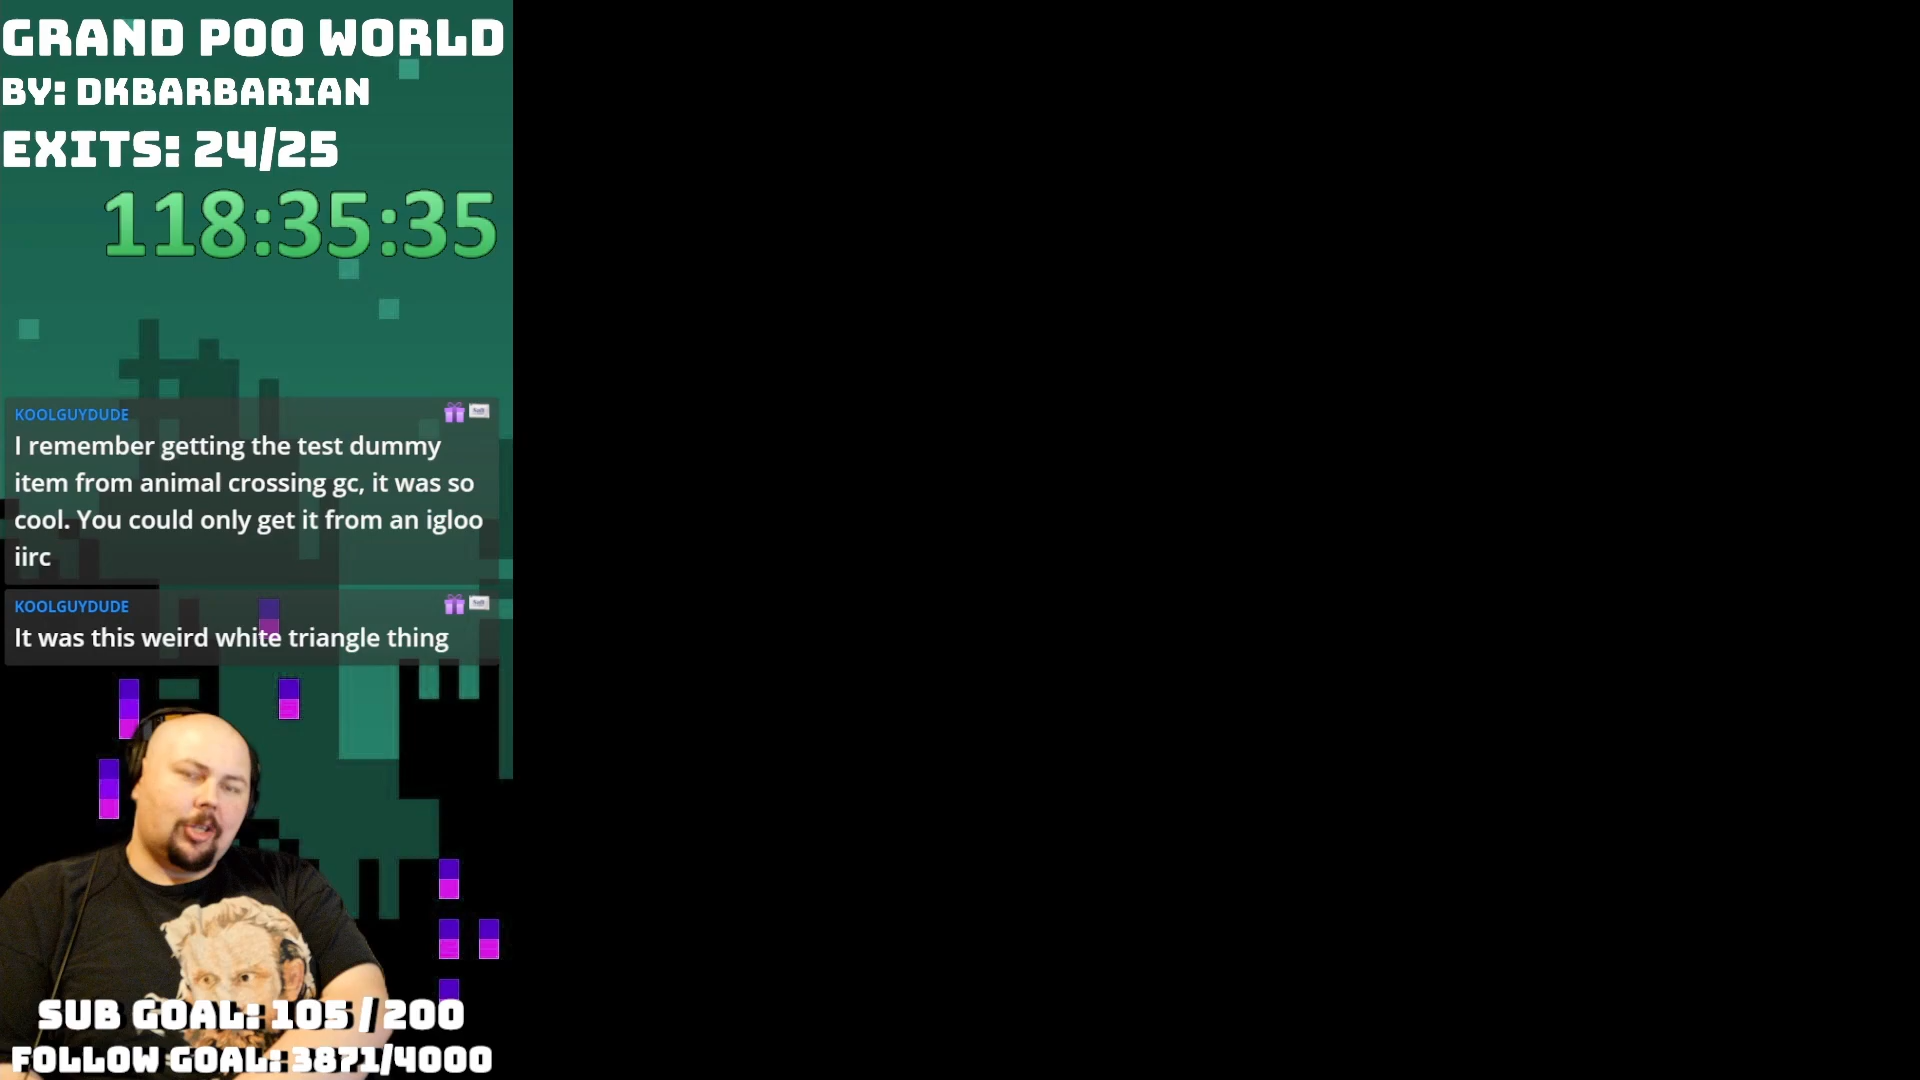 GRAND POO WORLD
BY: DKBARBARIAN
EXITS: 24/25
118:35:35
KOOLGUYDUDE
I remember getting the test dummy
item from animal crossing gc, it was so
cool. You could only get it from an igloo
iirc
KOOLGUYDUDE
It was this weird white triangle thing
SUB GOAL: 105 / 200
FOLLOW GOAL: 3871/4000